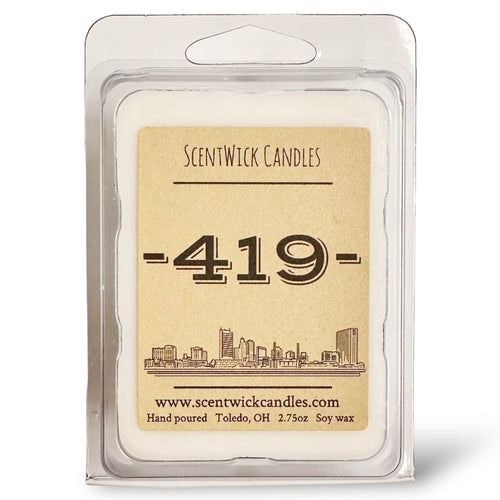 ScentWick Candles
-419-
www.scentwickcandles.com
Hand poured Toledo, OH 2.75oz Soy wax